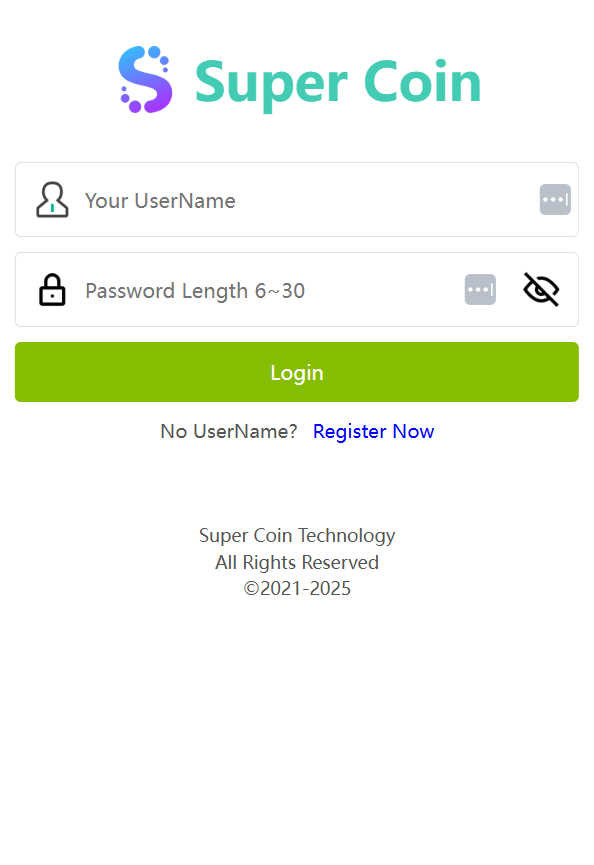 Super Coin
Your UserName
Password Length 6~30
Login
No UserName? Register Now
Super Coin Technology
All Rights Reserved
©2021-2025